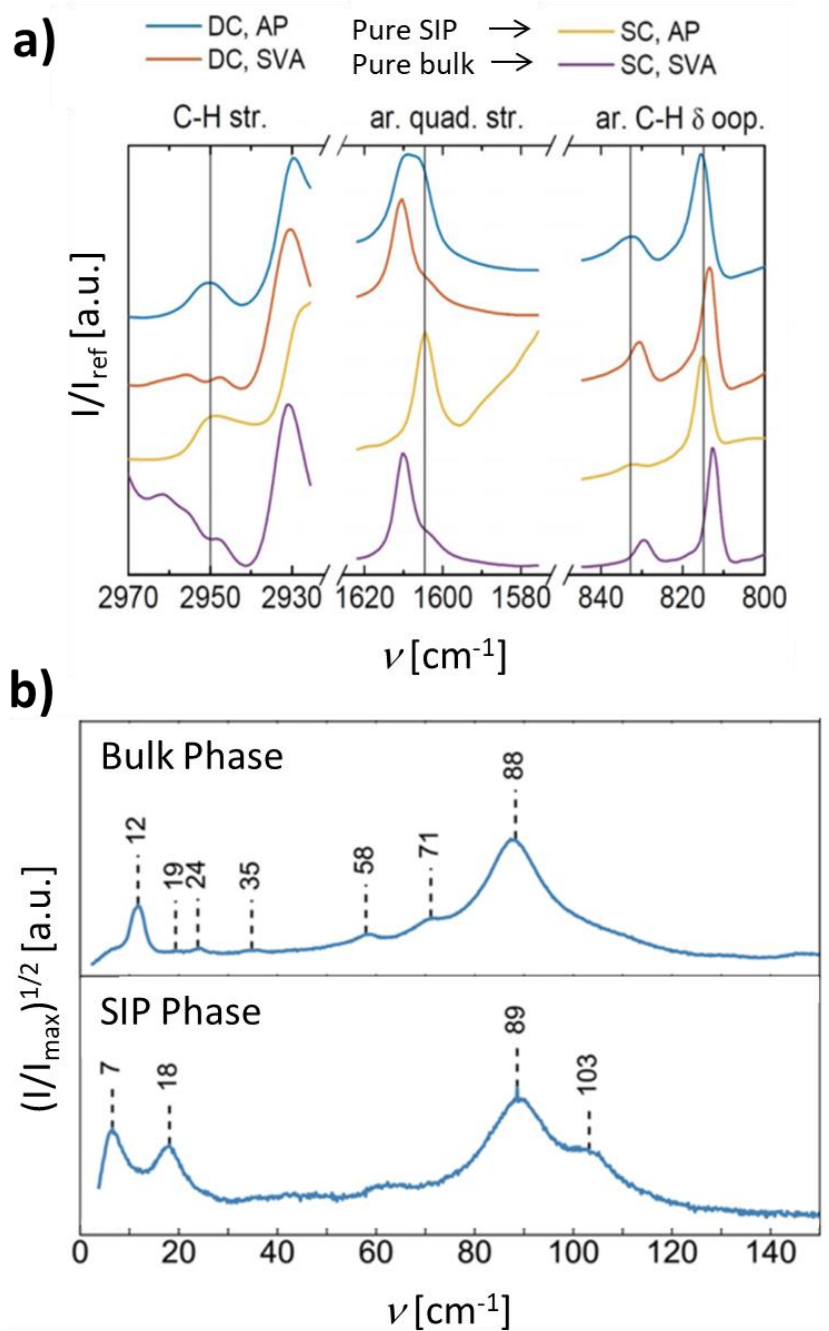 a)
DC, AP Pure SIP → SC, AP
DC, SVA Pure bulk → SC, SVA
C-H str. ar. quad. str. ar. C-H δ oop.
I/I_ref [a.u.]
2970 2950 2930 1620 1600 1580 840 820 800
ν [cm⁻¹]
b)
Bulk Phase
12 19 24 35 58 71 88
SIP Phase
7 18 89 103
(I/I_max)^1/2 [a.u.]
0 20 40 60 80 100 120 140
ν [cm⁻¹]